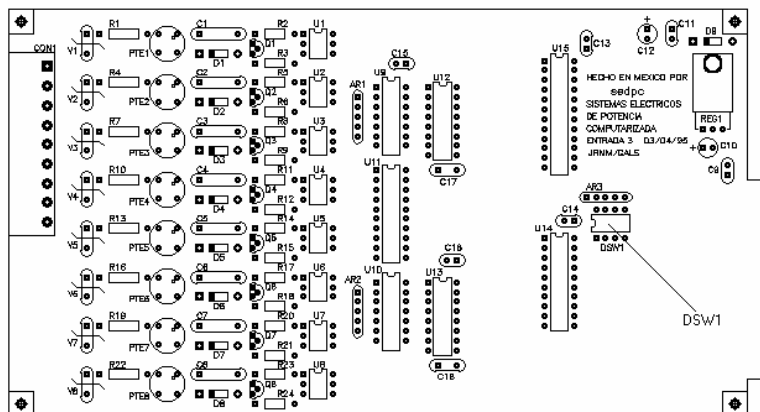 CON1
V1 R1 PTE1 C1 D1 R2 Q1 R3 U1
V2 R4 PTE2 C2 D2 R5 Q2 R6 U2
V3 R7 PTE3 C3 D3 R8 Q3 R9 U3
V4 R10 PTE4 C4 D4 R11 Q4 R12 U4
V5 R13 PTE5 C5 D5 R14 Q5 R15 U5
V6 R16 PTE6 C6 D6 R17 Q6 R18 U6
V7 R19 PTE7 C7 D7 R20 Q7 R21 U7
V8 R22 PTE8 C8 D8 R23 Q8 R24 U8
AR1 U9 C15 U12
U11 C17
AR2 U10 C16 U13
C18
U15 C13 C12 C11 D9
HECHO EN MEXICO POR
sedpc
SISTEMAS ELECTRICOS
DE POTENCIA
COMPUTARIZADA
ENTRADA 3 03/04/95
JRNM/GALS
REG1
C10
C9
AR3
C14
U14
DSW1
DSW1